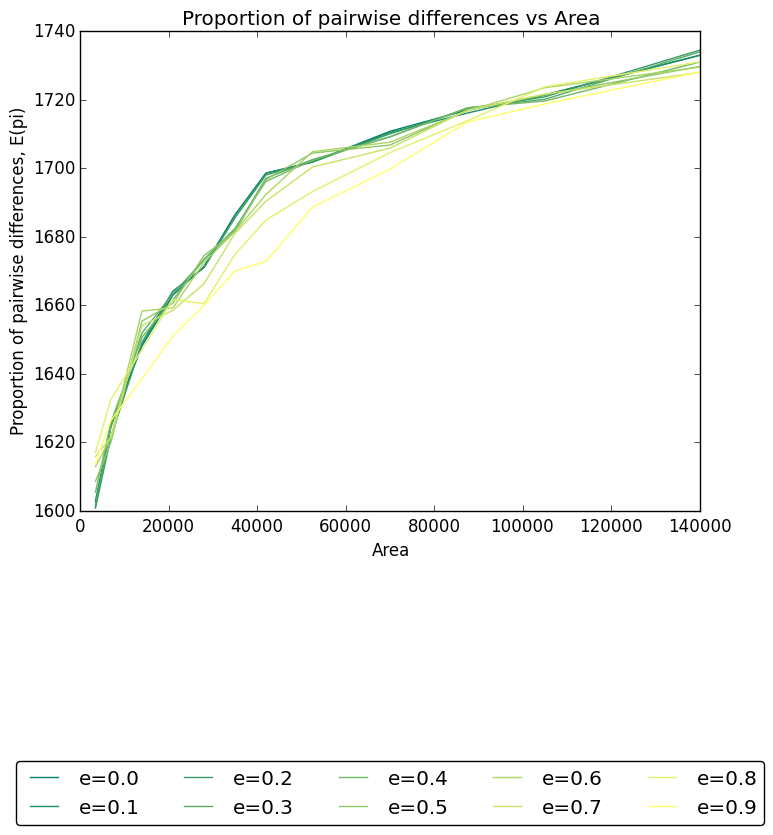 Proportion of pairwise differences vs Area
1740
1720
1700
1680
1660
1640
1620
1600
Proportion of pairwise differences, E(pi)
0 20000 40000 60000 80000 100000 120000 140000
Area
e=0.0 e=0.2 e=0.4 e=0.6 e=0.8
e=0.1 e=0.3 e=0.5 e=0.7 e=0.9